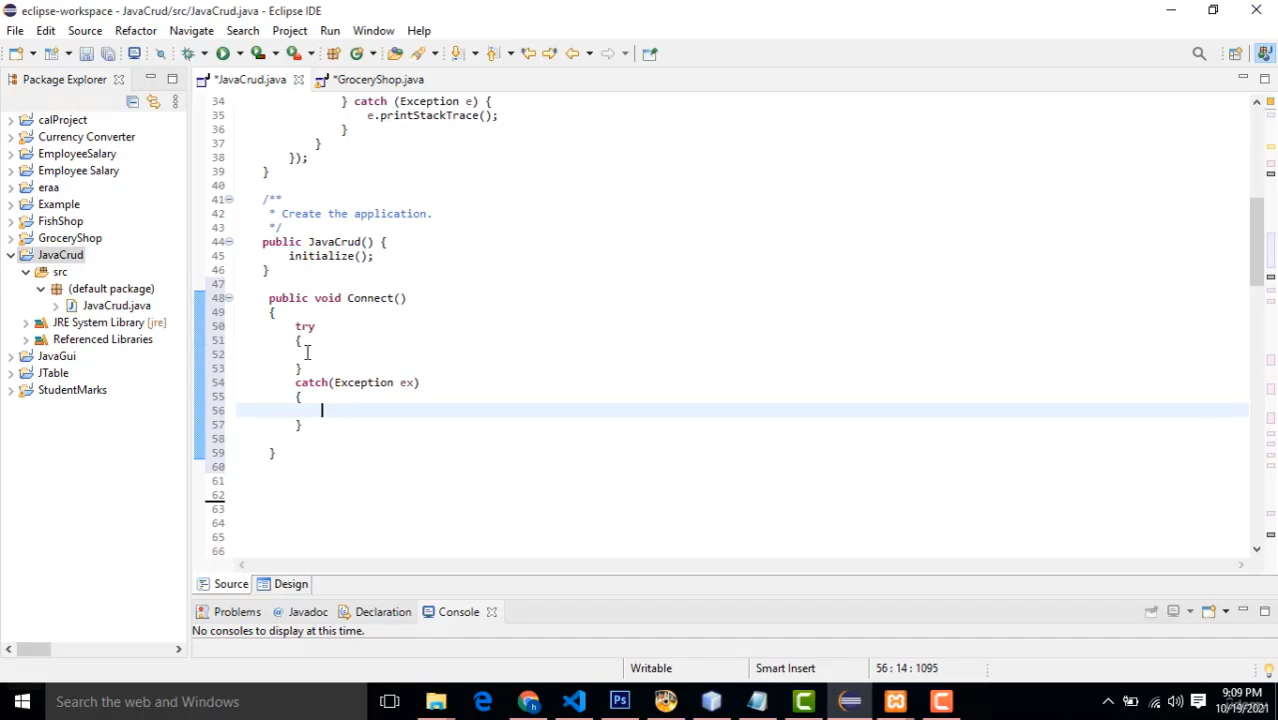 eclipse-workspace - JavaCrud/src/JavaCrud.java - Eclipse IDE
File Edit Source Refactor Navigate Search Project Run Window Help
Package Explorer
*JavaCrud.java
*GroceryShop.java
calProject
Currency Converter
EmployeeSalary
Employee Salary
eraa
Example
FishShop
GroceryShop
JavaCrud
src
(default package)
JavaCrud.java
JRE System Library [jre]
Referenced Libraries
JavaGui
JTable
StudentMarks
34 } catch (Exception e) {
35 e.printStackTrace();
36 }
37 }
38 });
39 }
40
41 /**
42 * Create the application.
43 */
44 public JavaCrud() {
45 initialize();
46 }
47
48 public void Connect()
49 {
50 try
51 {
52
53 }
54 catch(Exception ex)
55 {
56
57 }
58
59 }
60
61
62
63
64
65
66
Source Design
Problems @ Javadoc Declaration Console
No consoles to display at this time.
Writable Smart Insert 56 : 14 : 1095
Search the web and Windows
9:09 PM
10/19/2021